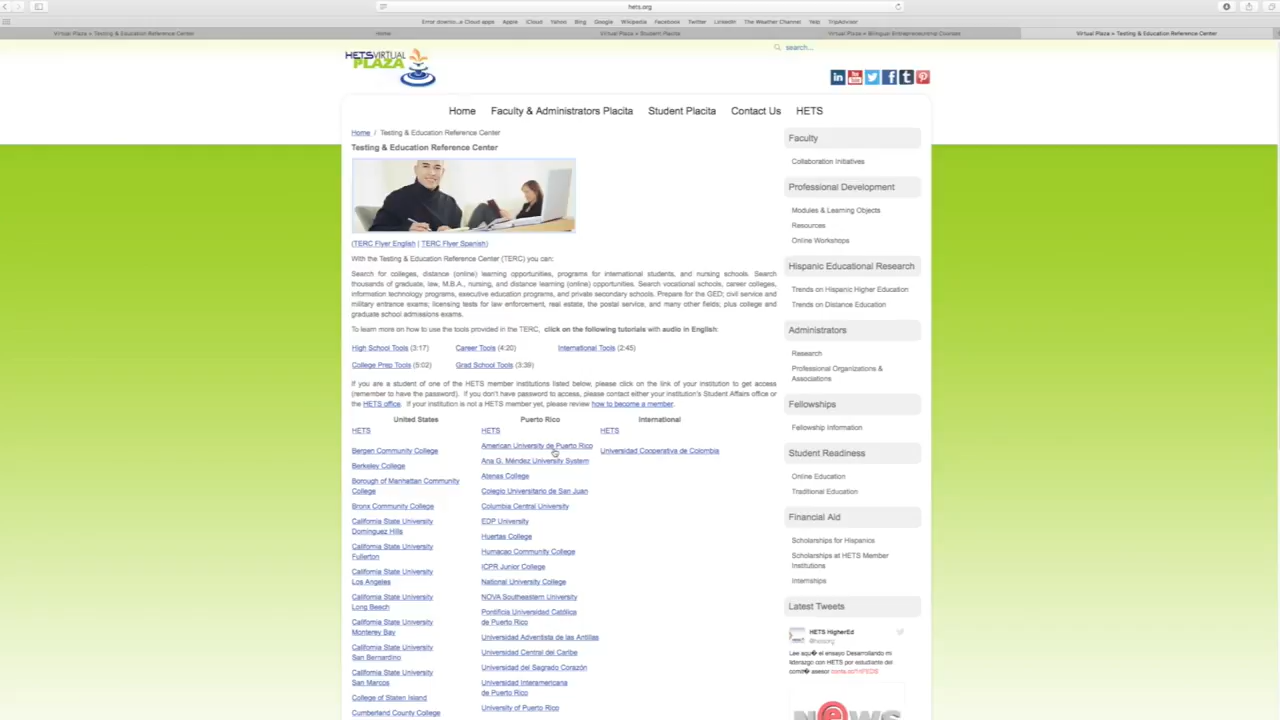 hets.org
Error downlo...e Cloud apps Apple iCloud Yahoo Bing Google Wikipedia Facebook Twitter LinkedIn The Weather Channel Yelp TripAdvisor
Virtual Plaza » Testing & Education Reference Center Home Virtual Plaza » Student Placita Virtual Plaza » Bilingual Entrepreneurship Courses Virtual Plaza » Testing & Education Reference Center
HETS VIRTUAL
PLAZA
search...
Home Faculty & Administrators Placita Student Placita Contact Us HETS
Home / Testing & Education Reference Center
Testing & Education Reference Center
(TERC Flyer English | TERC Flyer Spanish)
With the Testing & Education Reference Center (TERC) you can:
Search for colleges, distance (online) learning opportunities, programs for international students, and nursing schools. Search
thousands of graduate, law, M.B.A., nursing, and distance learning (online) opportunities. Search vocational schools, career colleges,
information technology programs, executive education programs, and private secondary schools. Prepare for the GED; civil service and
military entrance exams; licensing tests for law enforcement, real estate, the postal service, and many other fields; plus college and
graduate school admissions exams.
To learn more on how to use the tools provided in the TERC, click on the following tutorials with audio in English:
High School Tools (3:17) Career Tools (4:20) International Tools (2:45)
College Prep Tools (5:02) Grad School Tools (3:39)
If you are a student of one of the HETS member institutions listed below, please click on the link of your institution to get access
(remember to have the password). If you don't have password to access, please contact either your institution's Student Affairs office or
the HETS office. If your institution is not a HETS member yet, please review how to become a member.
United States
HETS
Bergen Community College
Berkeley College
Borough of Manhattan Community
College
Bronx Community College
California State University
Dominguez Hills
California State University
Fullerton
California State University
Los Angeles
California State University
Long Beach
California State University
Monterey Bay
California State University
San Bernardino
California State University
San Marcos
College of Staten Island
Cumberland County College
Puerto Rico
HETS
American University de Puerto Rico
Ana G. Méndez University System
Atenas College
Colegio Universitario de San Juan
Columbia Central University
EDP University
Huertas College
Humacao Community College
ICPR Junior College
National University College
NOVA Southeastern University
Pontificia Universidad Católica
de Puerto Rico
Universidad Adventista de las Antillas
Universidad Central del Caribe
Universidad del Sagrado Corazón
Universidad Interamericana
de Puerto Rico
University of Puerto Rico
International
HETS
Universidad Cooperativa de Colombia
Faculty
Collaboration Initiatives
Professional Development
Modules & Learning Objects
Resources
Online Workshops
Hispanic Educational Research
Trends on Hispanic Higher Education
Trends on Distance Education
Administrators
Research
Professional Organizations &
Associations
Fellowships
Fellowship Information
Student Readiness
Online Education
Traditional Education
Financial Aid
Scholarships for Hispanics
Scholarships at HETS Member
Institutions
Internships
Latest Tweets
HETS HigherEd
@hetsorg
Lee aqu� el ensayo Desarrollando mi
liderazgo con HETS por estudiante del
comit� asesor
NEWS